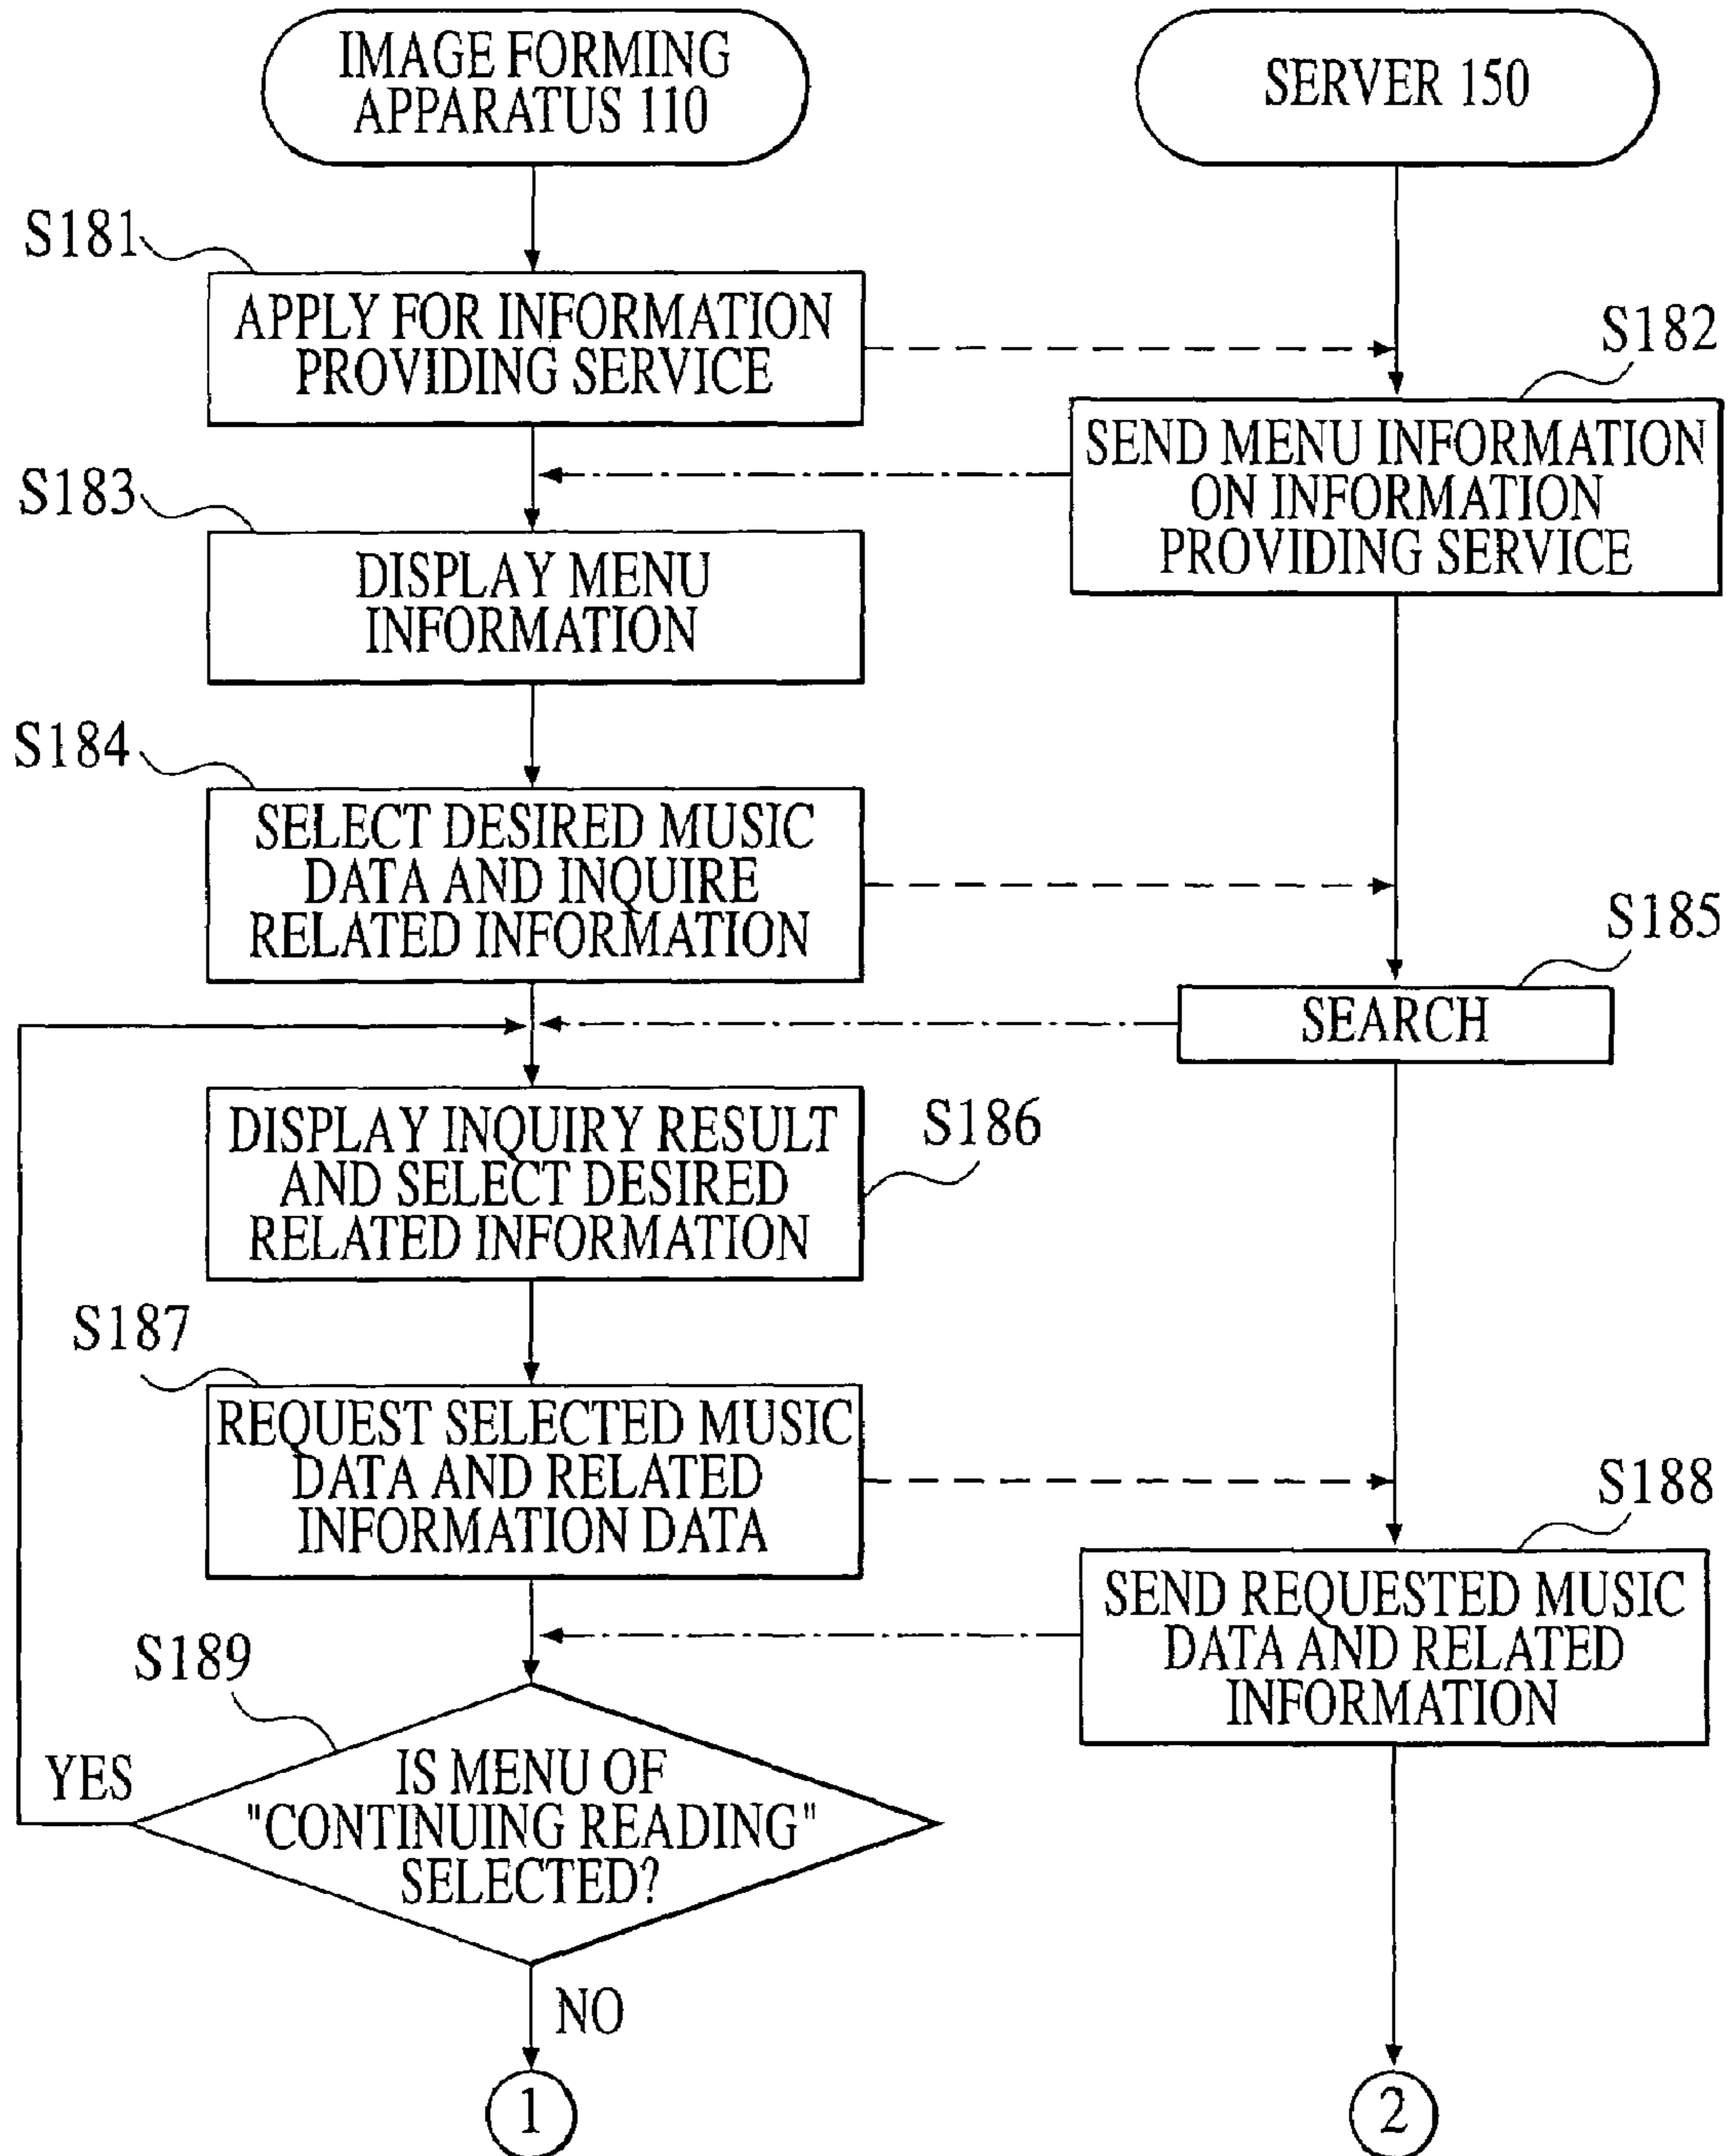 IMAGE FORMING
APPARATUS 110
SERVER 150
S181
APPLY FOR INFORMATION
PROVIDING SERVICE
S182
SEND MENU INFORMATION
ON INFORMATION
PROVIDING SERVICE
S183
DISPLAY MENU
INFORMATION
S184
SELECT DESIRED MUSIC
DATA AND INQUIRE
RELATED INFORMATION
S185
SEARCH
S186
DISPLAY INQUIRY RESULT
AND SELECT DESIRED
RELATED INFORMATION
S187
REQUEST SELECTED MUSIC
DATA AND RELATED
INFORMATION DATA
S188
SEND REQUESTED MUSIC
DATA AND RELATED
INFORMATION
S189
IS MENU OF
"CONTINUING READING"
SELECTED?
YES
NO
1
2